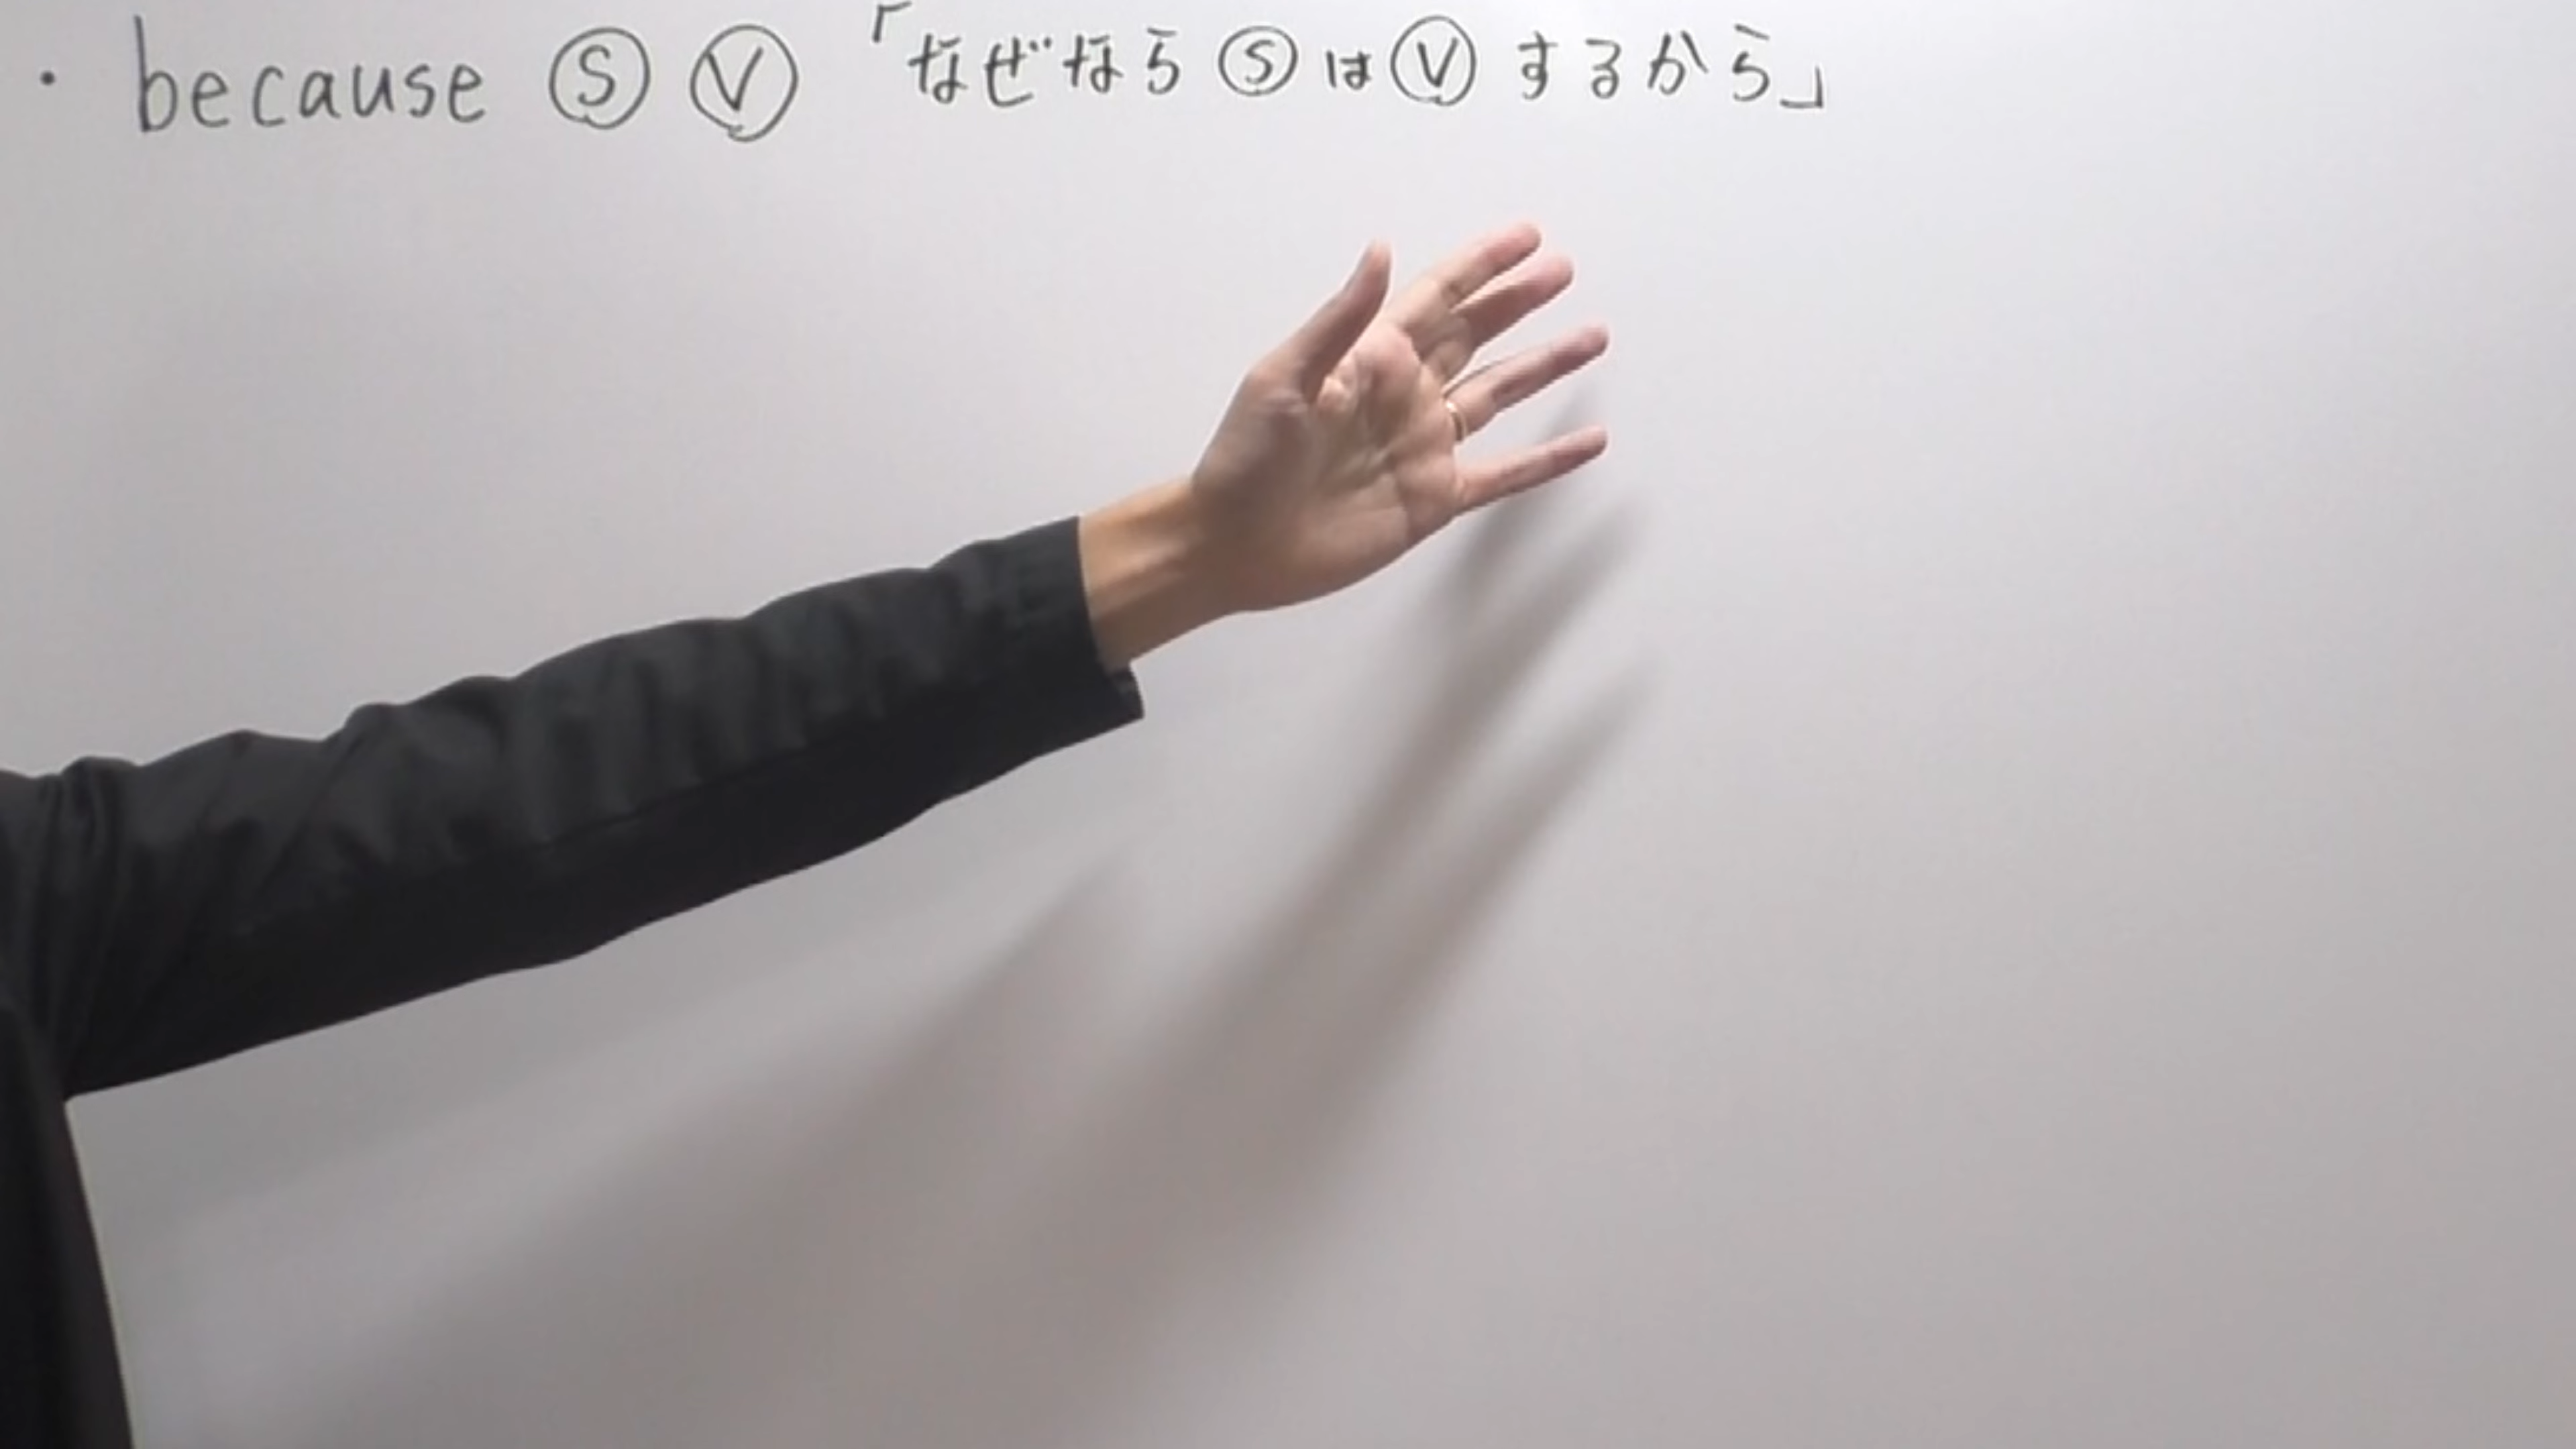 ・because Ⓢ Ⓥ 「なぜなら Ⓢ は Ⓥ するから」